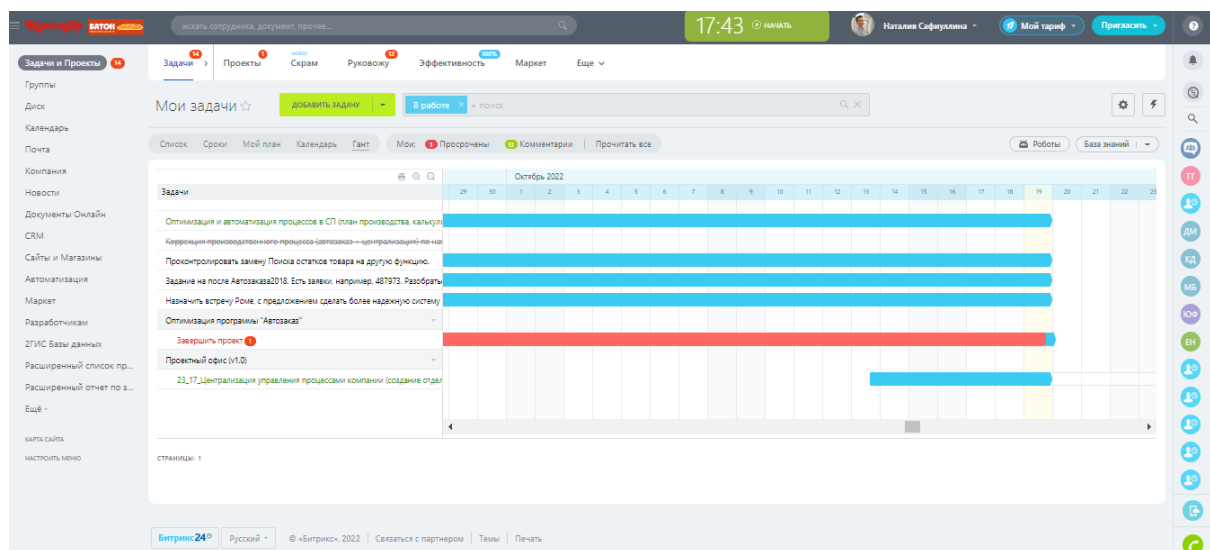 БАТОН
искать сотрудника, документ, прочее...
17:43 НАЧАТЬ
Наталия Сафиуллина
Мой тариф
Пригласить
?
Задачи и Проекты 14
Группы
Диск
Календарь
Почта
Компания
Новости
Документы Онлайн
CRM
Сайты и Магазины
Автоматизация
Маркет
Разработчикам
2ГИС Базы данных
Расширенный список пр...
Расширенный отчет по з...
Ещё -
КАРТА САЙТА
НАСТРОИТЬ МЕНЮ
14 1 НОВОЕ 12 100%
Задачи > Проекты Скрам Руковожу Эффективность Маркет Еще
Мои задачи ДОБАВИТЬ ЗАДАЧУ В работе × + поиск
Список Сроки Мой план Календарь Гант Мои: 1 Просрочены 13 Комментарии Прочитать все Роботы База знаний
Октябрь 2022
Задачи 29 30 1 2 3 4 5 6 7 8 9 10 11 12 13 14 15 16 17 18 19 20 21 22 23
Оптимизация и автоматизация процессов в СП (план производства, калькул
Коррекция производственного процесса (автозаказ + централизация) по на
Проконтролировать замену Поиска остатков товара на другую функцию.
Задание на после Автозаказа2018. Есть заявки, например, 487973. Разобрать
Назначить встречу Роме, с предложением сделать более надежную систему
Оптимизация программы "Автозаказ"
Завершить проект 1
Проектный офис (v1.0)
23_17_Централизация управления процессами компании (создание отдел
СТРАНИЦЫ: 1
Битрикс24 Русский © «Битрикс», 2022 Связаться с партнером Темы Печать
ТТ
ДМ
КД
МБ
ЮФ
ЕН